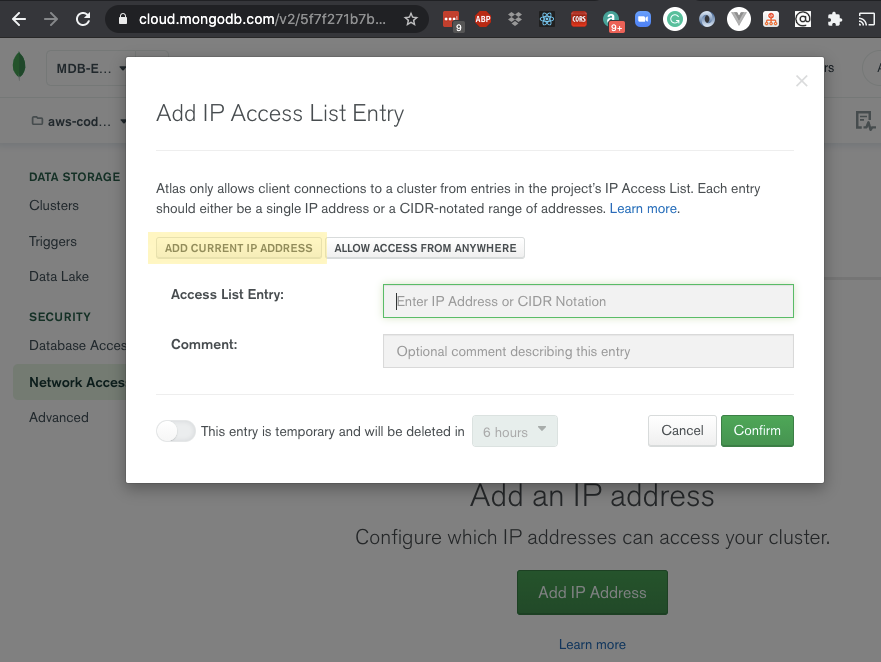 cloud.mongodb.com/v2/5f7f271b7b...
9
ABP
CORS
a
9+
MDB-E...
rs
A
aws-cod...
Add IP Access List Entry
Atlas only allows client connections to a cluster from entries in the project's IP Access List. Each entry
should either be a single IP address or a CIDR-notated range of addresses. Learn more.
ADD CURRENT IP ADDRESS
ALLOW ACCESS FROM ANYWHERE
Access List Entry:
Enter IP Address or CIDR Notation
Comment:
Optional comment describing this entry
This entry is temporary and will be deleted in
6 hours
Cancel
Confirm
DATA STORAGE
Clusters
Triggers
Data Lake
SECURITY
Database Acces
Network Acces
Advanced
Add an IP address
Configure which IP addresses can access your cluster.
Add IP Address
Learn more